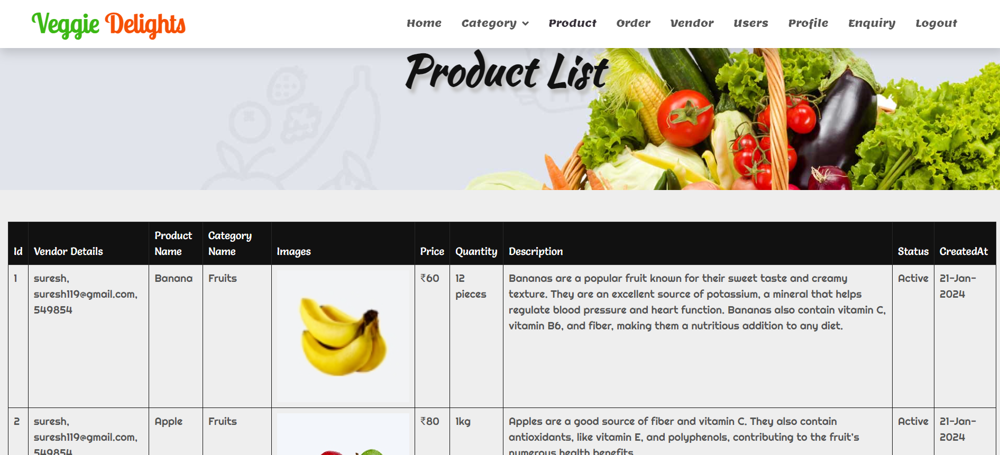 Veggie Delights
Home Category Product Order Vendor Users Profile Enquiry Logout
Product List
Id Vendor Details Product Name Category Name Images Price Quantity Description Status CreatedAt
1
suresh,
suresh119@gmail.com,
549854
Banana
Fruits
₹60
12
pieces
Bananas are a popular fruit known for their sweet taste and creamy
texture. They are an excellent source of potassium, a mineral that helps
regulate blood pressure and heart function. Bananas also contain vitamin C,
vitamin B6, and fiber, making them a nutritious addition to any diet.
Active
21-Jan-
2024
2
suresh,
suresh119@gmail.com,
549854
Apple
Fruits
₹80
1kg
Apples are a good source of fiber and vitamin C. They also contain
antioxidants, like vitamin E, and polyphenols, contributing to the fruit's
numerous health benefits
Active
21-Jan-
2024